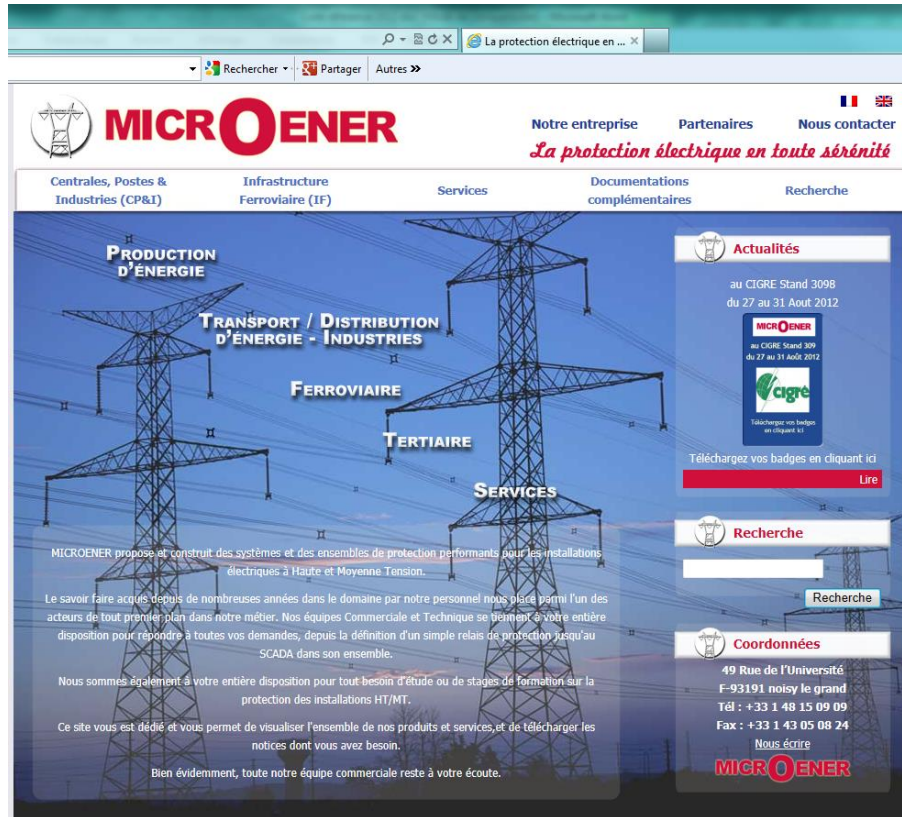 La protection électrique en ...
Rechercher
Partager
Autres
MICROENER
Notre entreprise
Partenaires
Nous contacter
La protection électrique en toute sérénité
Centrales, Postes &
Industries (CP&I)
Infrastructure
Ferroviaire (IF)
Services
Documentations
complémentaires
Recherche
PRODUCTION
D'ÉNERGIE
TRANSPORT / DISTRIBUTION
D'ÉNERGIE - INDUSTRIES
FERROVIAIRE
TERTIAIRE
SERVICES
MICROENER propose et construit des systèmes et des ensembles de protection performants pour les installations
électriques à Haute et Moyenne Tension.
Le savoir faire acquis depuis de nombreuses années dans le domaine par notre personnel nous place parmi l'un des
acteurs de tout premier plan dans notre métier. Nos équipes Commerciale et Technique se tiennent à votre entière
disposition pour répondre à toutes vos demandes, depuis la définition d'un simple relais de protection jusqu'au
SCADA dans son ensemble.
Nous sommes également à votre entière disposition pour tout besoin d'étude ou de stages de formation sur la
protection des installations HT/MT.
Ce site vous est dédié et vous permet de visualiser l'ensemble de nos produits et services,et de télécharger les
notices dont vous avez besoin.
Bien évidemment, toute notre équipe commerciale reste à votre écoute.
Actualités
au CIGRE Stand 3098
du 27 au 31 Aout 2012
MICROENER
au CIGRE Stand 309
du 27 au 31 Août 2012
cigré
Téléchargez vos badges
en cliquant ici
Téléchargez vos badges en cliquant ici
Lire
Recherche
Recherche
Coordonnées
49 Rue de l'Université
F-93191 noisy le grand
Tél : +33 1 48 15 09 09
Fax : +33 1 43 05 08 24
Nous écrire
MICROENER